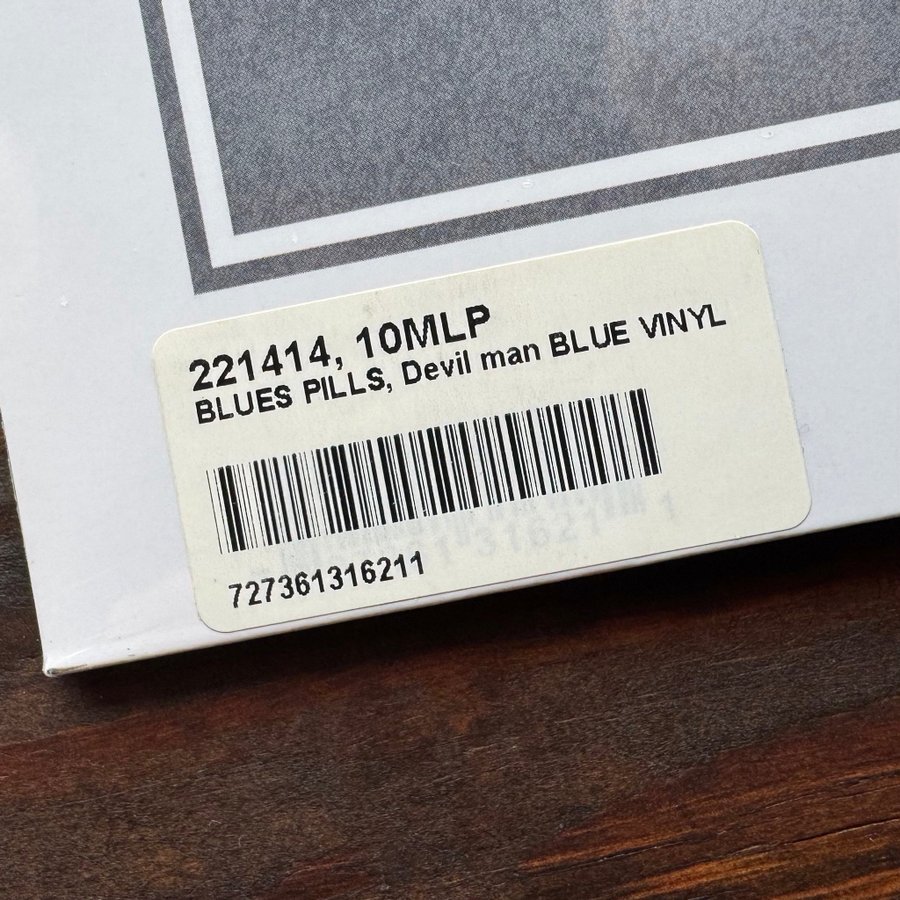 221414, 10MLP
BLUES PILLS, Devil man BLUE VINYL
727361316211